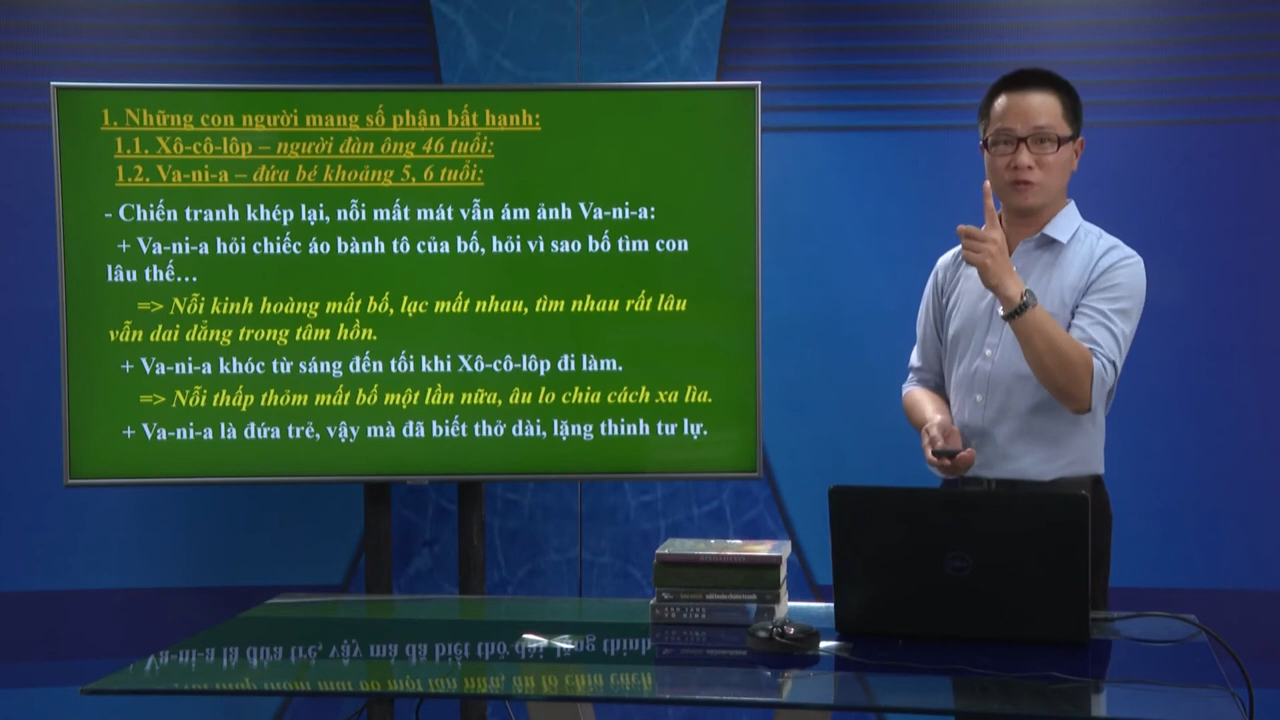 1. Những con người mang số phận bất hạnh:
1.1. Xô-cô-lôp – người đàn ông 46 tuổi:
1.2. Va-ni-a – đứa bé khoảng 5, 6 tuổi:
- Chiến tranh khép lại, nỗi mất mát vẫn ám ảnh Va-ni-a:
+ Va-ni-a hỏi chiếc áo bành tô của bố, hỏi vì sao bố tìm con
lâu thế…
=> Nỗi kinh hoàng mất bố, lạc mất nhau, tìm nhau rất lâu
vẫn dai dẳng trong tâm hồn.
+ Va-ni-a khóc từ sáng đến tối khi Xô-cô-lôp đi làm.
=> Nỗi thấp thỏm mất bố một lần nữa, âu lo chia cách xa lìa.
+ Va-ni-a là đứa trẻ, vậy mà đã biết thở dài, lặng thinh tư lự.